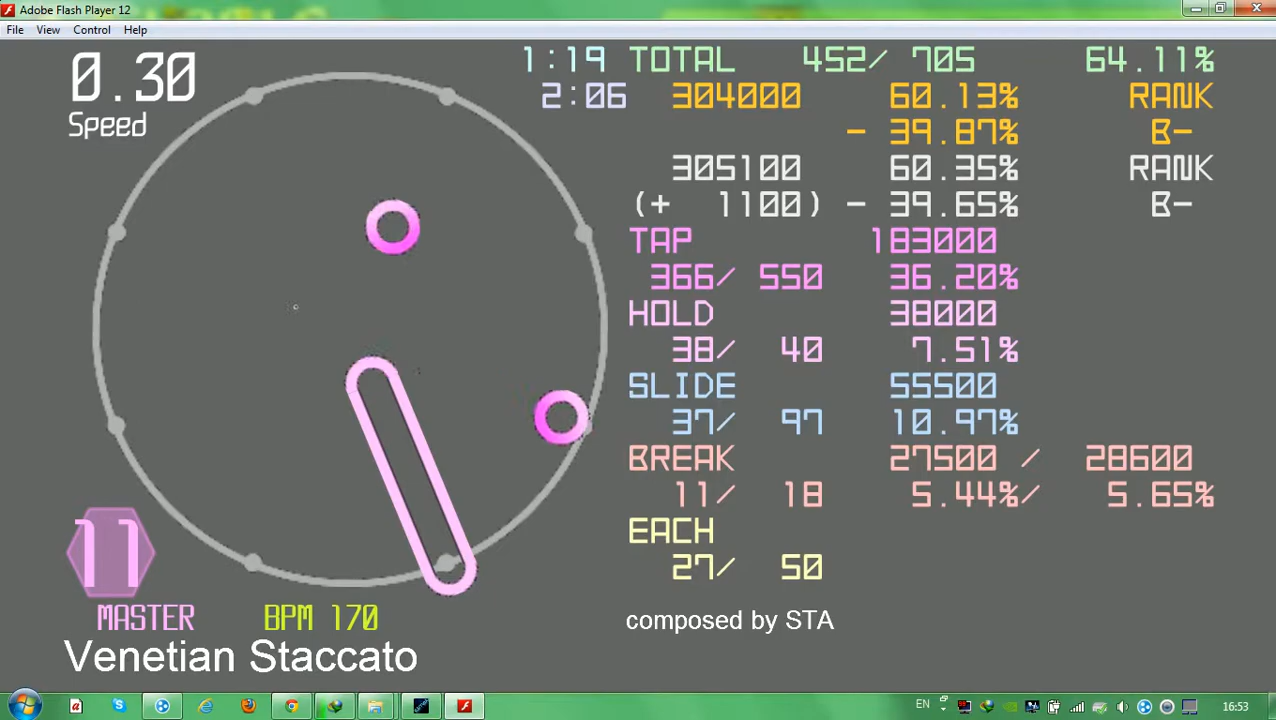 Adobe Flash Player 12
File View Control Help
0.30
Speed
1:19 TOTAL 452/ 705 64.11%
2:06 304000 60.13% RANK
- 39.87% B-
305100 60.35% RANK
(+ 1100) - 39.65% B-
TAP 183000
366/ 550 36.20%
HOLD 38000
38/ 40 7.51%
SLIDE 55500
37/ 97 10.97%
BREAK 27500 / 28600
11/ 18 5.44%/ 5.65%
EACH
27/ 50
11
MASTER BPM 170
composed by STA
Venetian Staccato
EN 16:53